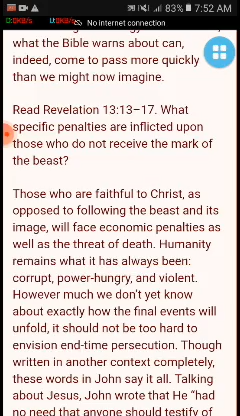 0:0KB/s
U:0KB/s
81%
7:52 AM
No internet connection
what the Bible warns about can,
indeed, come to pass more quickly
than we might now imagine.
Read Revelation 13:13–17. What
specific penalties are inflicted upon
those who do not receive the mark of
the beast?
Those who are faithful to Christ, as
opposed to following the beast and its
image, will face economic penalties as
well as the threat of death. Humanity
remains what it has always been:
corrupt, power-hungry, and violent.
However much we don't yet know
about exactly how the final events will
unfold, it should not be too hard to
envision end-time persecution. Though
written in another context completely,
these words in John say it all. Talking
about Jesus, John wrote that He “had
no need that anyone should testify of